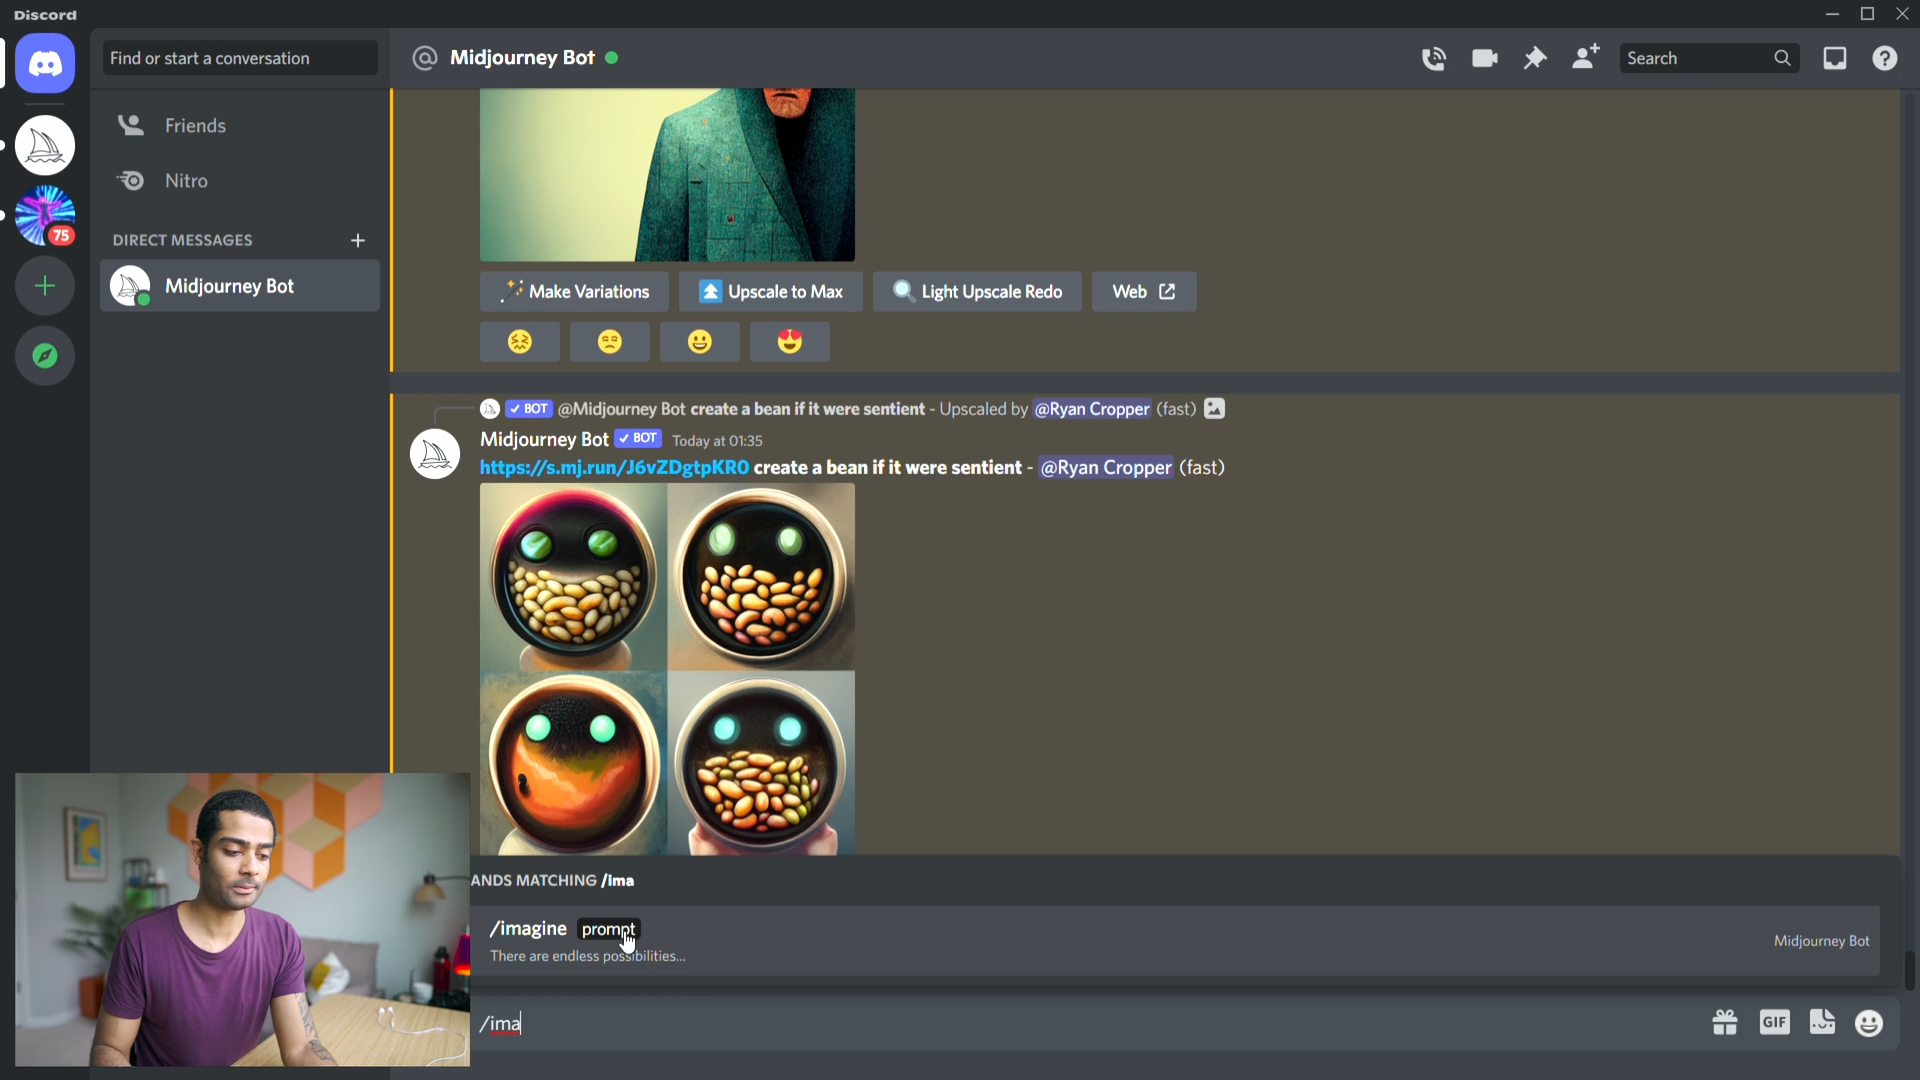 Discord
Find or start a conversation
Midjourney Bot
Search
Friends
Nitro
75
DIRECT MESSAGES
Midjourney Bot
Make Variations
Upscale to Max
Light Upscale Redo
Web
BOT @Midjourney Bot create a bean if it were sentient - Upscaled by @Ryan Cropper (fast)
Midjourney Bot BOT Today at 01:35
https://s.mj.run/J6vZDgtpKR0 create a bean if it were sentient - @Ryan Cropper (fast)
ANDS MATCHING /ima
/imagine prompt
There are endless possibilities...
Midjourney Bot
/ima
GIF